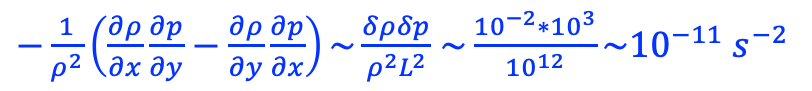 − 1/ρ² (∂ρ/∂x ∂p/∂y − ∂ρ/∂y ∂p/∂x) ~ δρδp/ρ²L² ~ 10⁻²*10³/10¹² ~10⁻¹¹ s⁻²